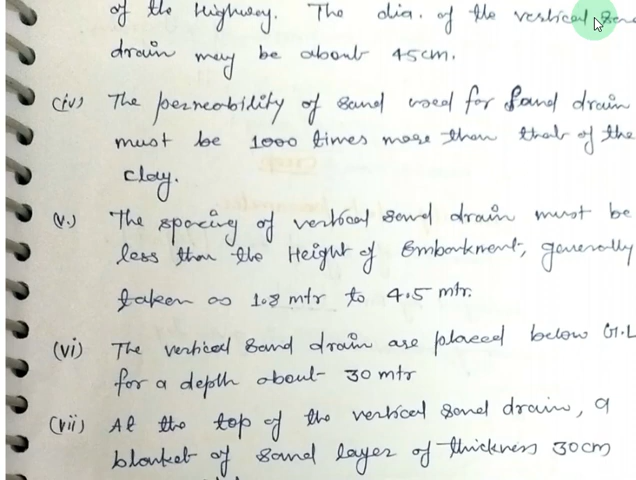 of the Highway. The dia. of the vertical san
drain may be about 45cm.
(iv) The permeability of sand used for Sand drain
must be 1000 times more than that of the
clay.
(v.) The spacing of vertical sand drain must be
less than the Height of Embankment, generally
taken as 1.8 mtr to 4.5 mtr.
(vi) The vertical Sand drain are placed below G.L
for a depth about 30 mtr
(vii) At the top of the vertical sand drain, a
blanket of sand layer of thickness 30cm